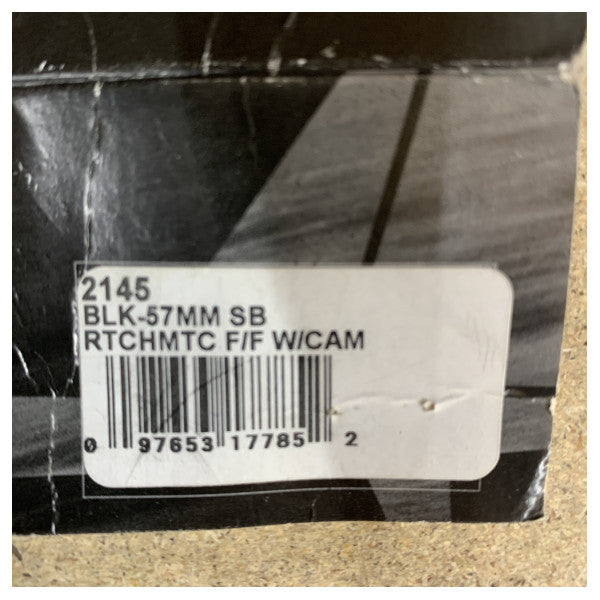 2145
BLK-57MM SB
RTCHMTC F/F W/CAM
0 97653 17785 2